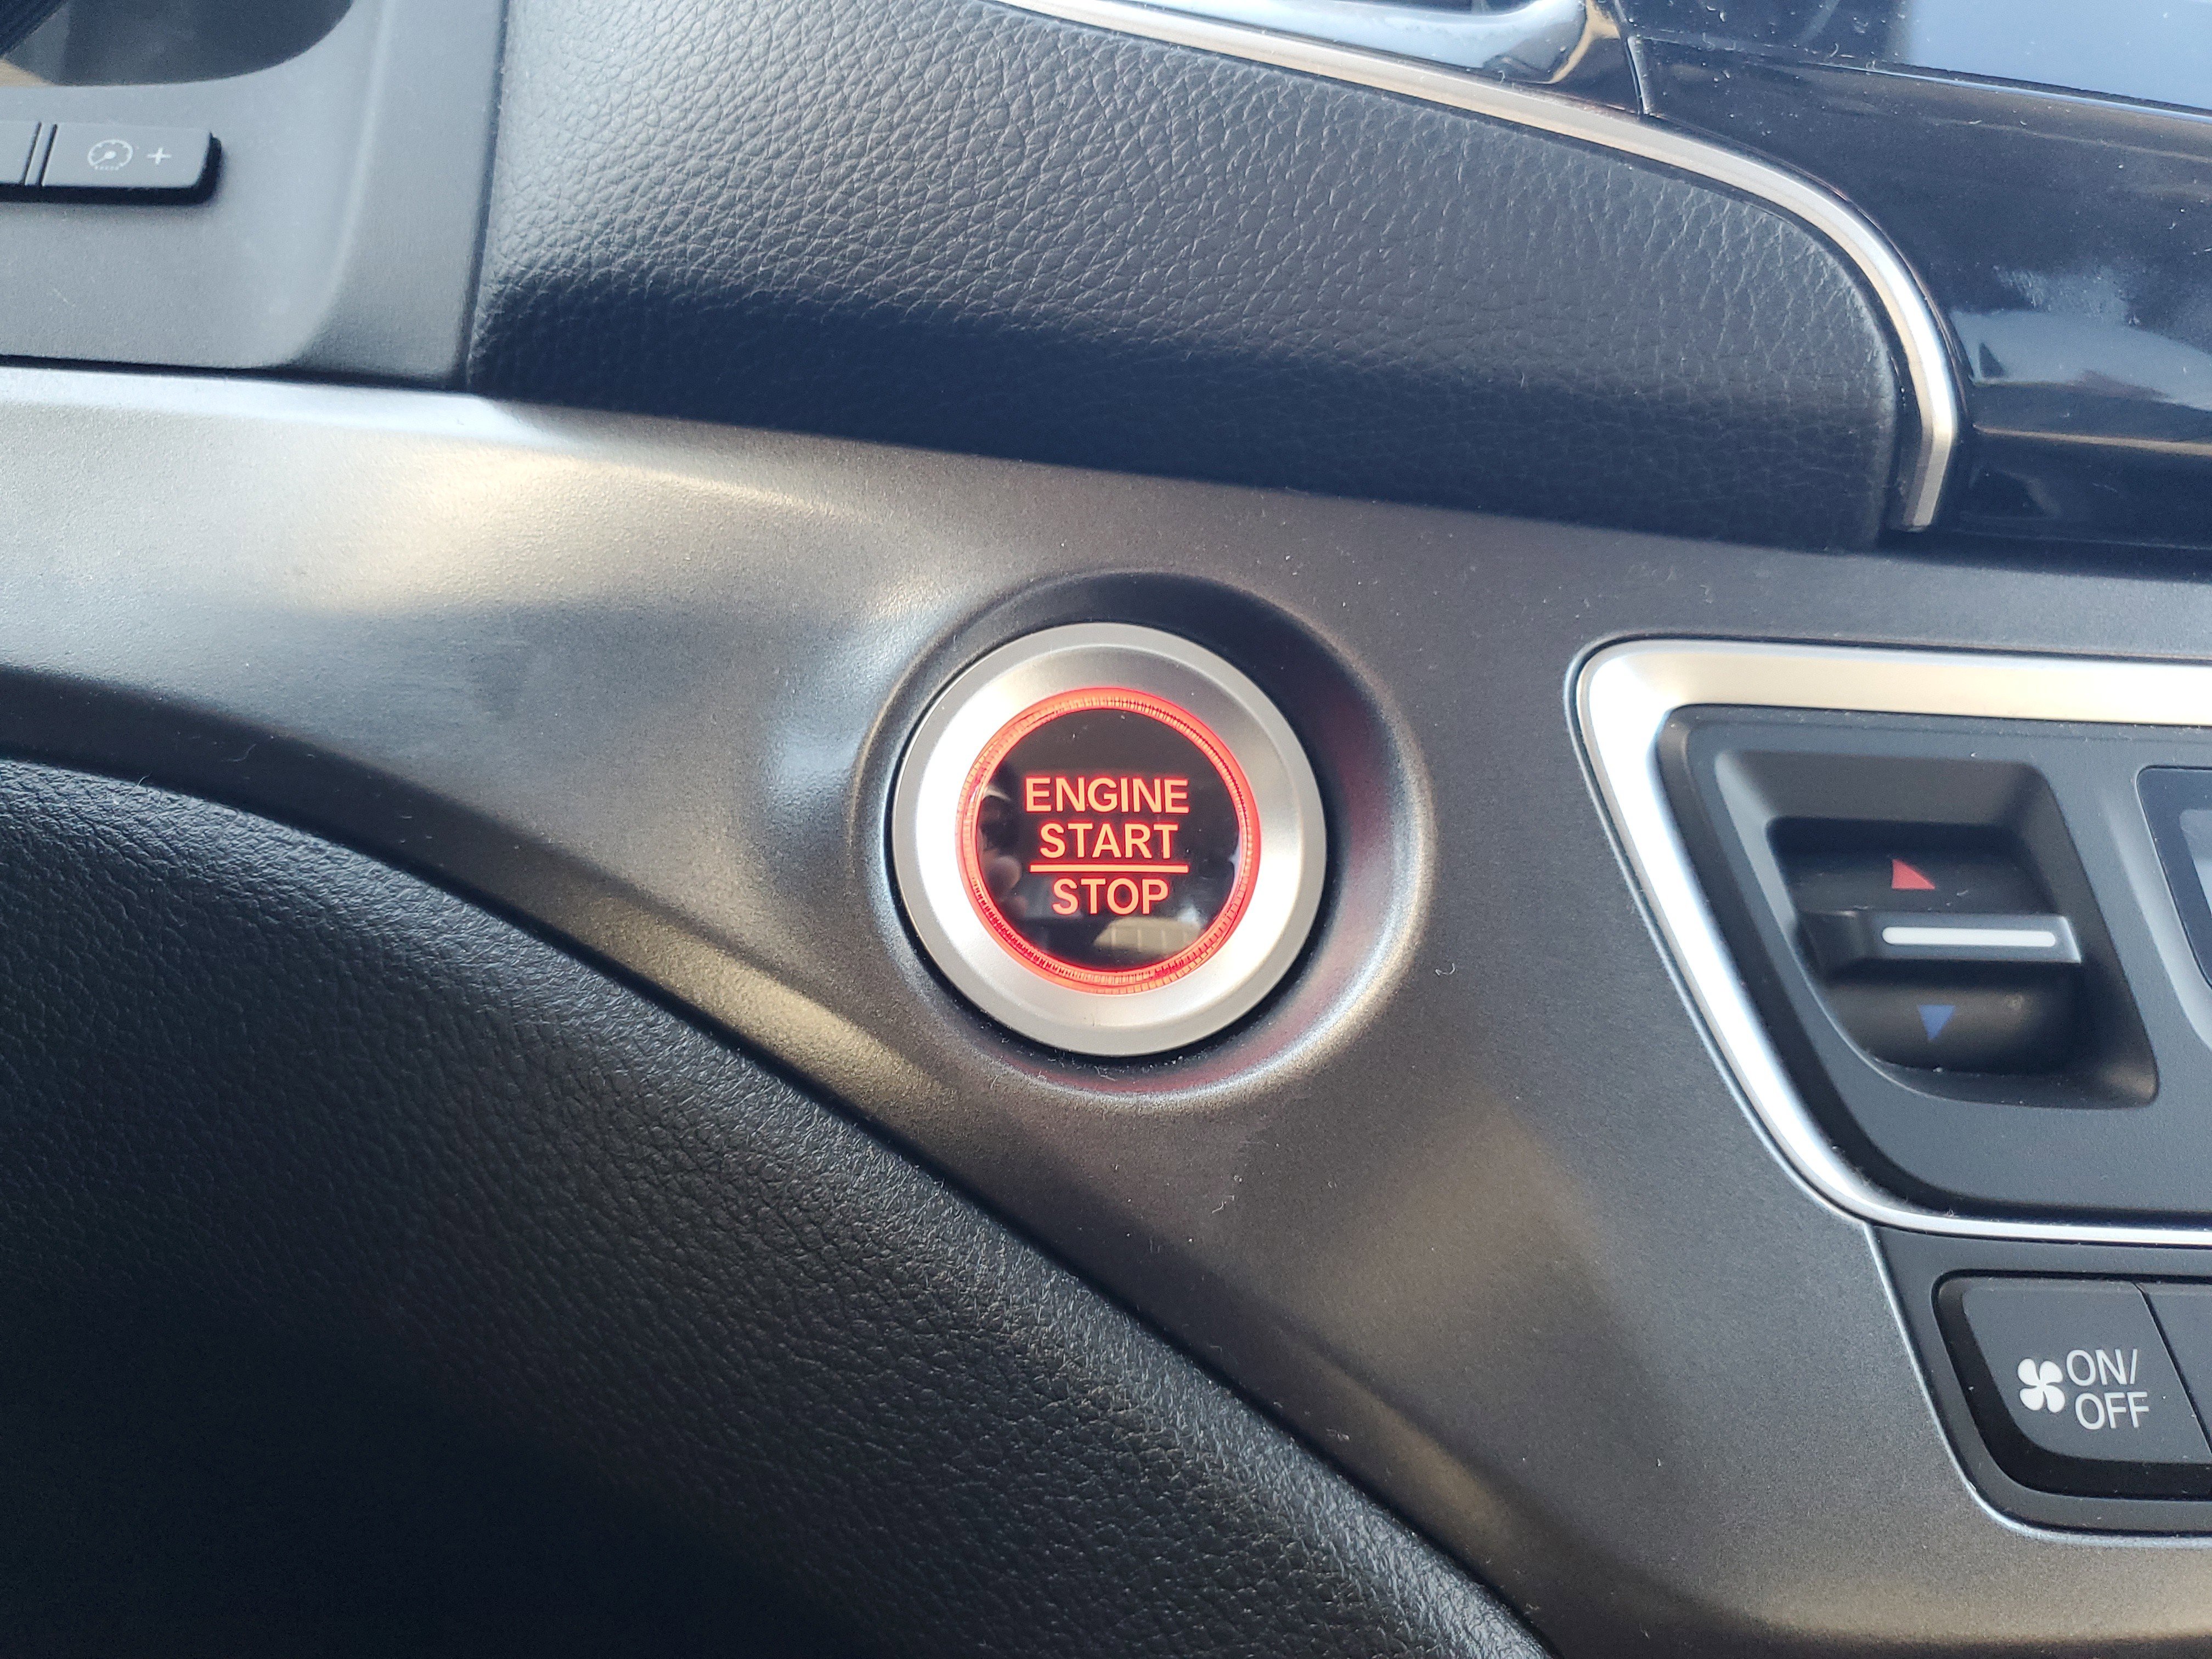 ENGINE
START
STOP
ON/
OFF
+